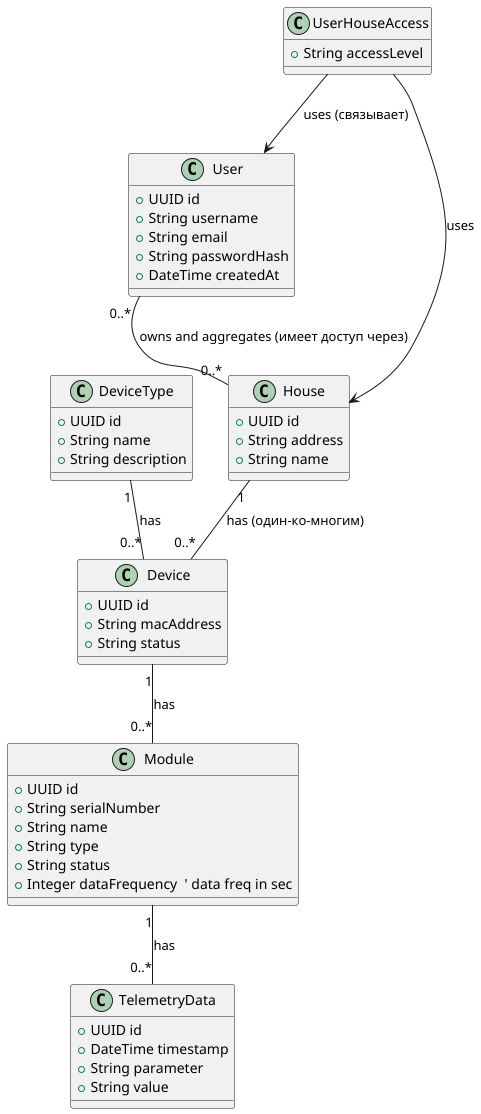 C UserHouseAccess
String accessLevel
uses (связывает)
uses
C User
UUID id
String username
String email
String passwordHash
DateTime createdAt
0..*
owns and aggregates (имеет доступ через)
0..*
C DeviceType
UUID id
String name
String description
C House
UUID id
String address
String name
1
has
0..*
1
has (один-ко-многим)
0..*
C Device
UUID id
String macAddress
String status
1
has
0..*
C Module
UUID id
String serialNumber
String name
String type
String status
Integer dataFrequency ' data freq in sec
1
has
0..*
C TelemetryData
UUID id
DateTime timestamp
String parameter
String value